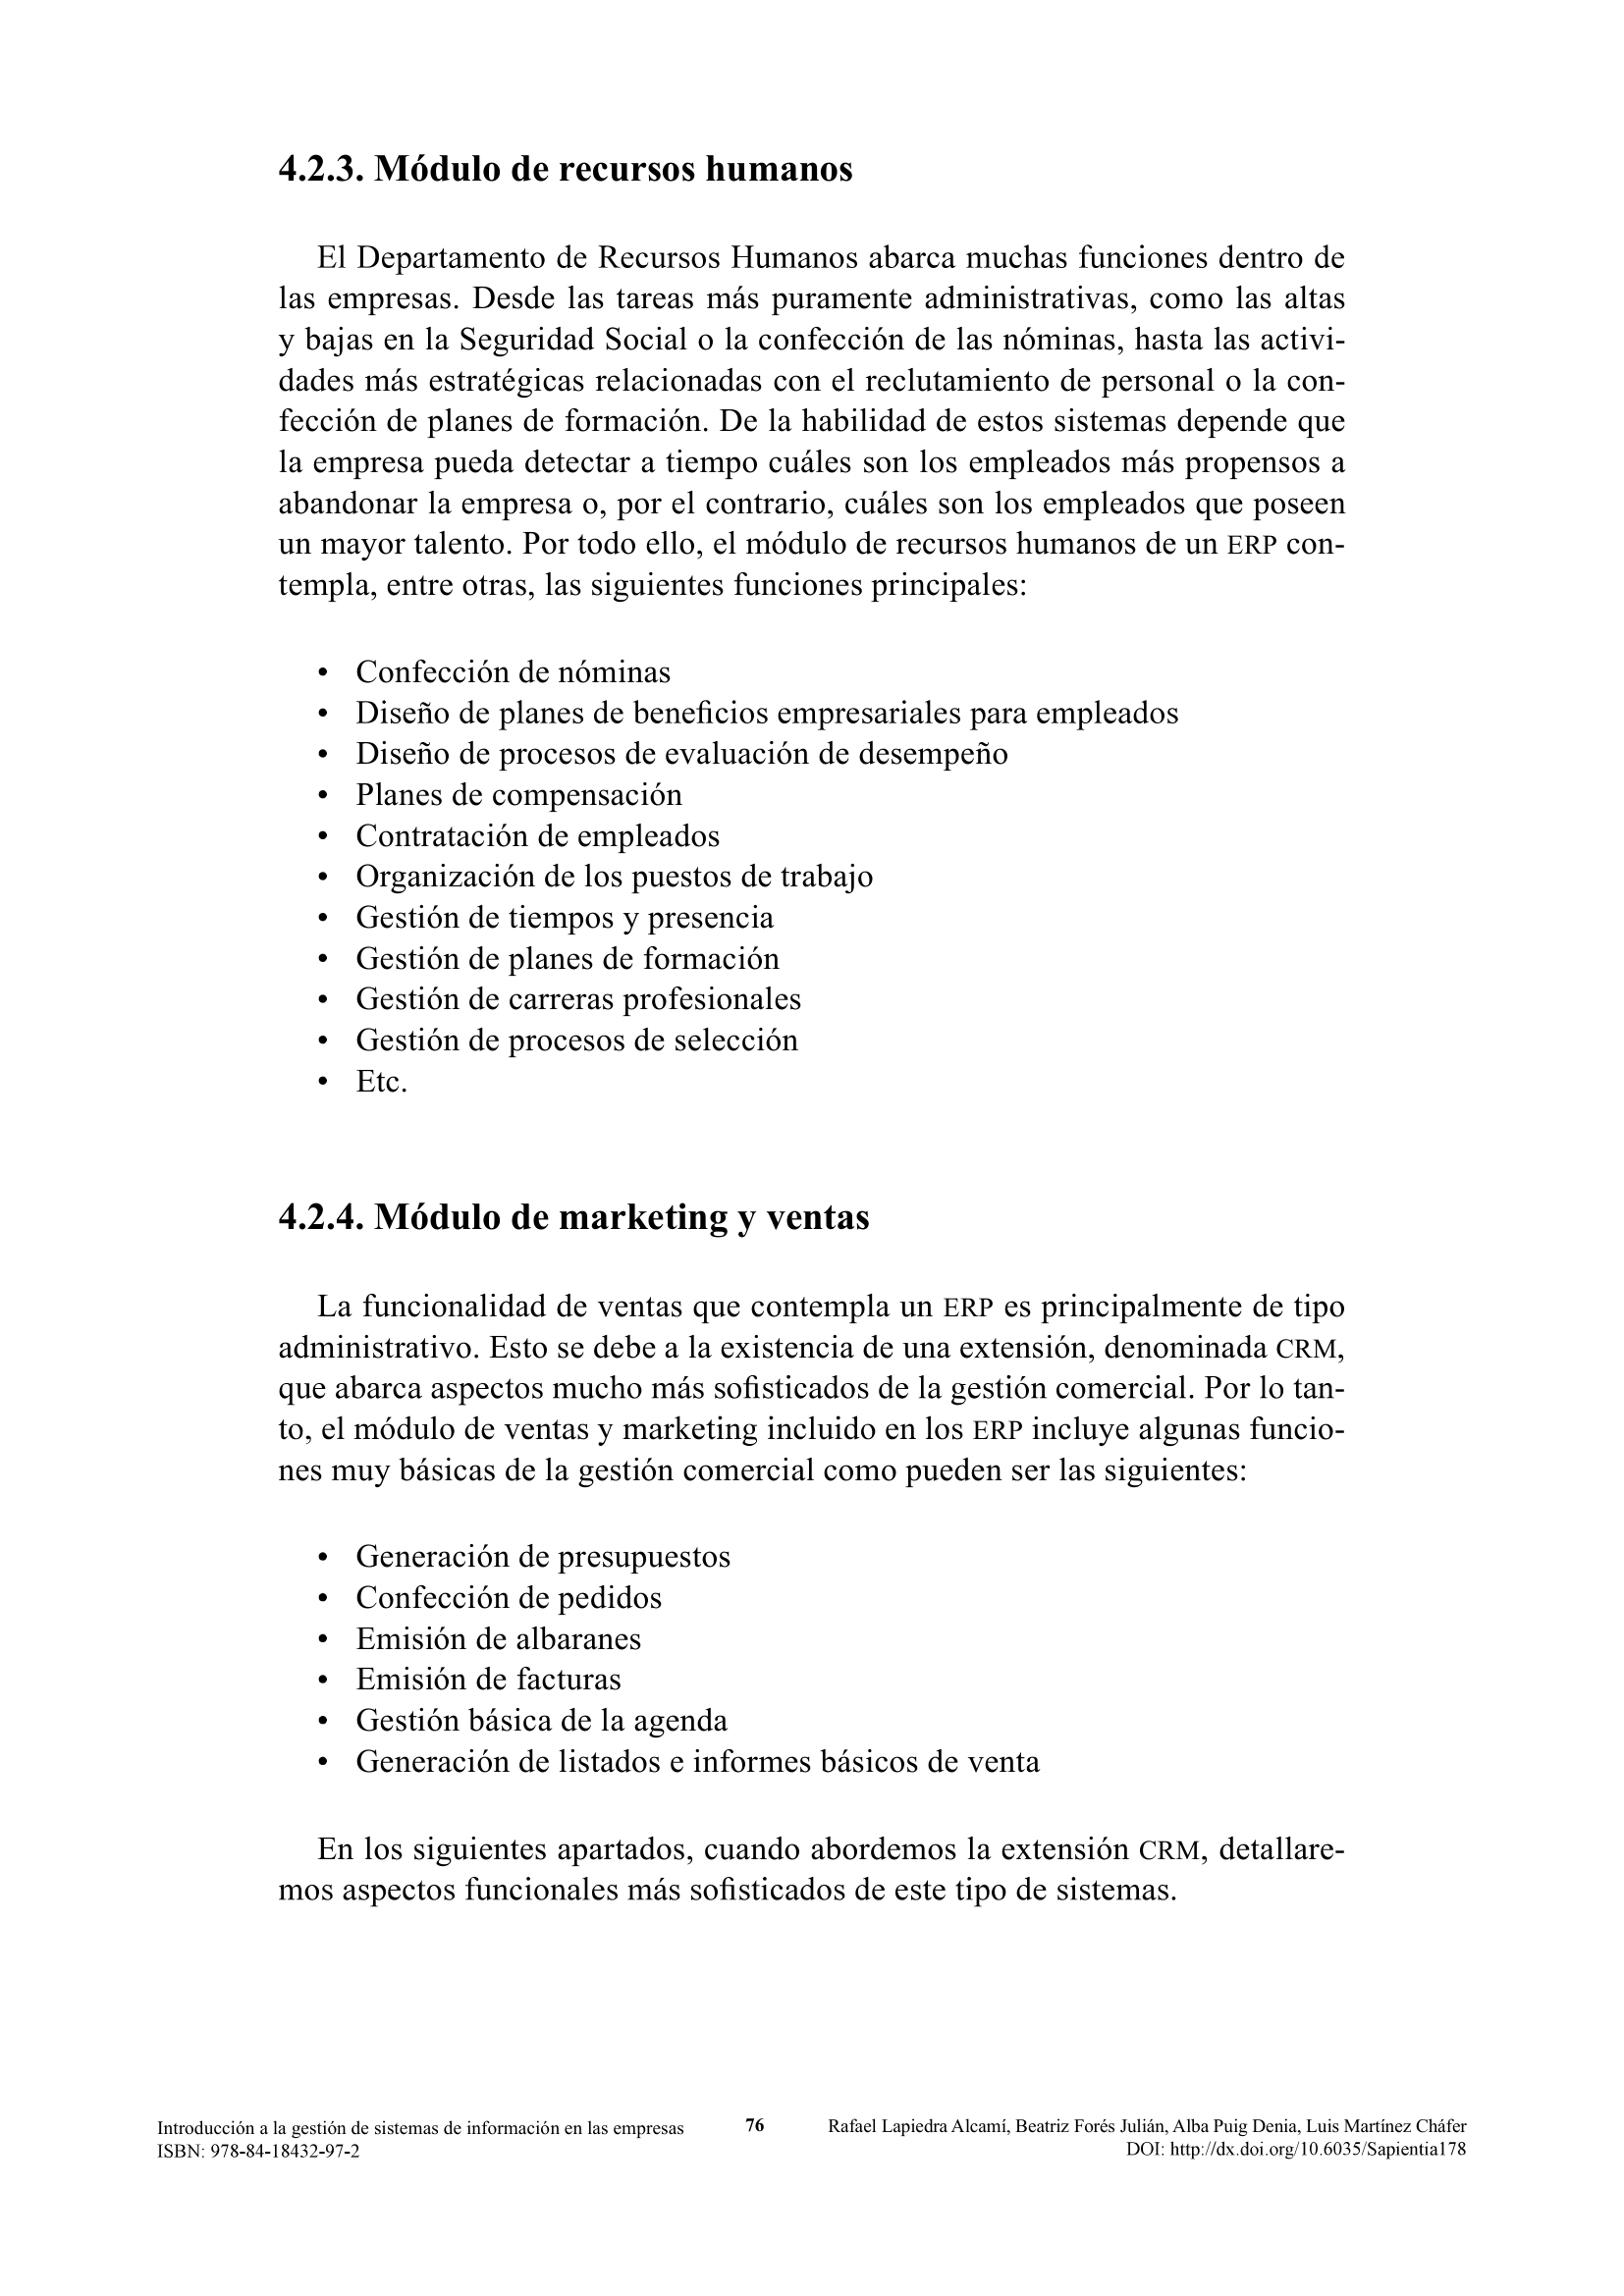 4.2.3. Módulo de recursos humanos
El Departamento de Recursos Humanos abarca muchas funciones dentro de
las empresas. Desde las tareas más puramente administrativas, como las altas
y bajas en la Seguridad Social o la confección de las nóminas, hasta las activi-
dades más estratégicas relacionadas con el reclutamiento de personal o la con-
fección de planes de formación. De la habilidad de estos sistemas depende que
la empresa pueda detectar a tiempo cuáles son los empleados más propensos a
abandonar la empresa o, por el contrario, cuáles son los empleados que poseen
un mayor talento. Por todo ello, el módulo de recursos humanos de un ERP con-
templa, entre otras, las siguientes funciones principales:
• Confección de nóminas
• Diseño de planes de beneficios empresariales para empleados
• Diseño de procesos de evaluación de desempeño
• Planes de compensación
• Contratación de empleados
• Organización de los puestos de trabajo
• Gestión de tiempos y presencia
• Gestión de planes de formación
• Gestión de carreras profesionales
• Gestión de procesos de selección
• Etc.
4.2.4. Módulo de marketing y ventas
La funcionalidad de ventas que contempla un ERP es principalmente de tipo
administrativo. Esto se debe a la existencia de una extensión, denominada CRM,
que abarca aspectos mucho más sofisticados de la gestión comercial. Por lo tan-
to, el módulo de ventas y marketing incluido en los ERP incluye algunas funcio-
nes muy básicas de la gestión comercial como pueden ser las siguientes:
• Generación de presupuestos
• Confección de pedidos
• Emisión de albaranes
• Emisión de facturas
• Gestión básica de la agenda
• Generación de listados e informes básicos de venta
En los siguientes apartados, cuando abordemos la extensión CRM, detallare-
mos aspectos funcionales más sofisticados de este tipo de sistemas.
Introducción a la gestión de sistemas de información en las empresas
ISBN: 978-84-18432-97-2
76
Rafael Lapiedra Alcamí, Beatriz Forés Julián, Alba Puig Denia, Luis Martínez Cháfer
DOI: http://dx.doi.org/10.6035/Sapientia178